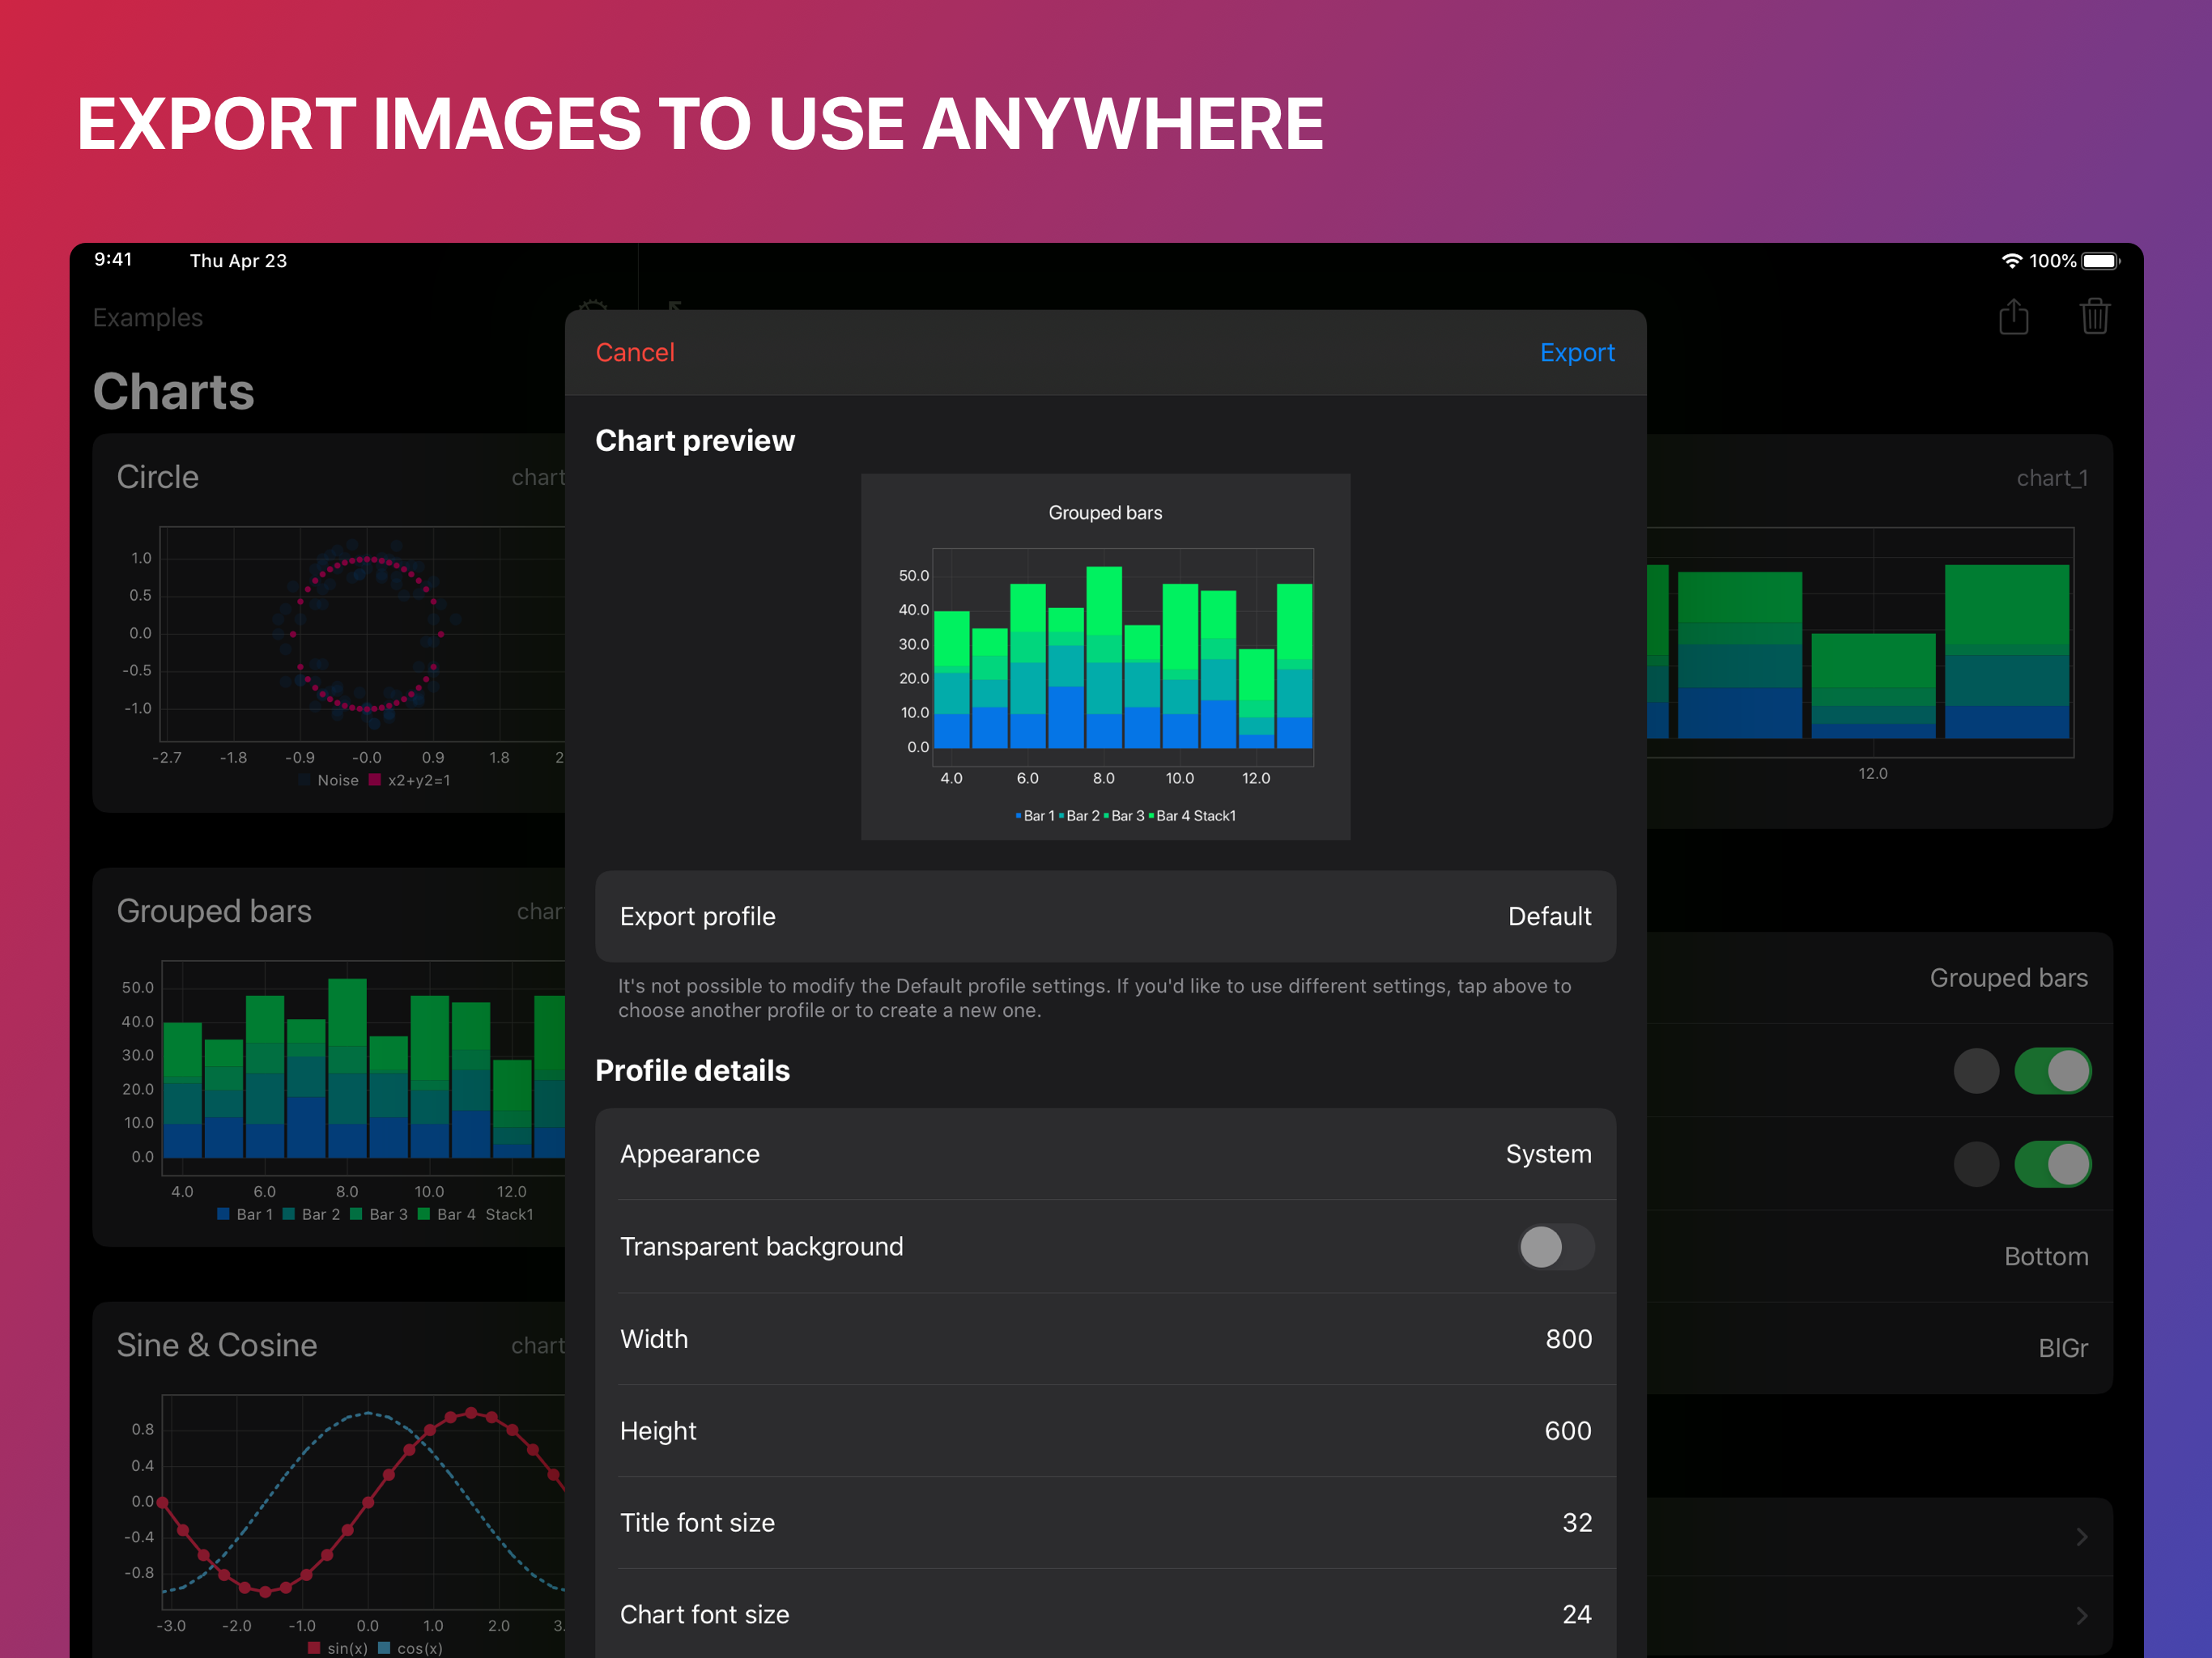 EXPORT IMAGES TO USE ANYWHERE
9:41 Thu Apr 23 100%
Examples
Charts
Circle chart
1.0
0.5
0.0
-0.5
-1.0
-2.7 -1.8 -0.9 -0.0 0.9 1.8 2
Noise x2+y2=1
Grouped bars char
50.0
40.0
30.0
20.0
10.0
0.0
4.0 6.0 8.0 10.0 12.0
Bar 1 Bar 2 Bar 3 Bar 4 Stack1
Sine & Cosine chart
0.8
0.4
0.0
-0.4
-0.8
-3.0 -2.0 -1.0 0.0 1.0 2.0 3.
sin(x) cos(x)
Cancel Export
Chart preview
Grouped bars
50.0
40.0
30.0
20.0
10.0
0.0
4.0 6.0 8.0 10.0 12.0
Bar 1 Bar 2 Bar 3 Bar 4 Stack1
Export profile Default
It's not possible to modify the Default profile settings. If you'd like to use different settings, tap above to
choose another profile or to create a new one.
Profile details
Appearance System
Transparent background
Width 800
Height 600
Title font size 32
Chart font size 24
chart_1
12.0
Grouped bars
Bottom
BlGr